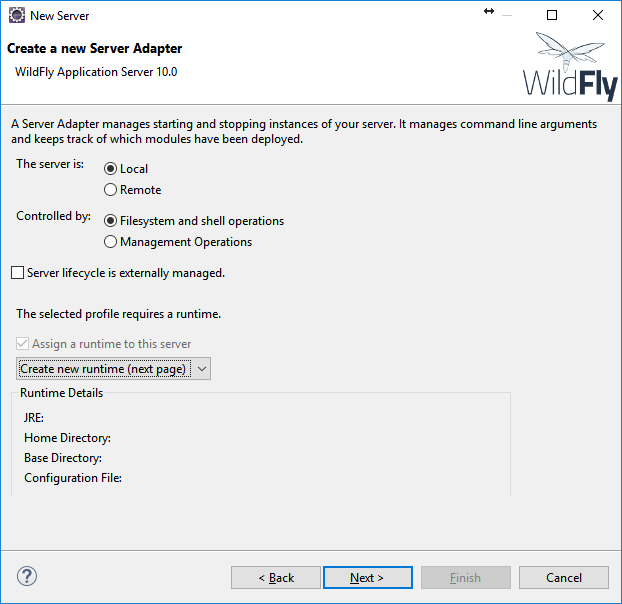 New Server
Create a new Server Adapter
WildFly Application Server 10.0
WildFly
A Server Adapter manages starting and stopping instances of your server. It manages command line arguments
and keeps track of which modules have been deployed.
The server is:
Local
Remote
Controlled by:
Filesystem and shell operations
Management Operations
Server lifecycle is externally managed.
The selected profile requires a runtime.
Assign a runtime to this server
Create new runtime (next page)
Runtime Details
JRE:
Home Directory:
Base Directory:
Configuration File:
?
< Back
Next >
Finish
Cancel